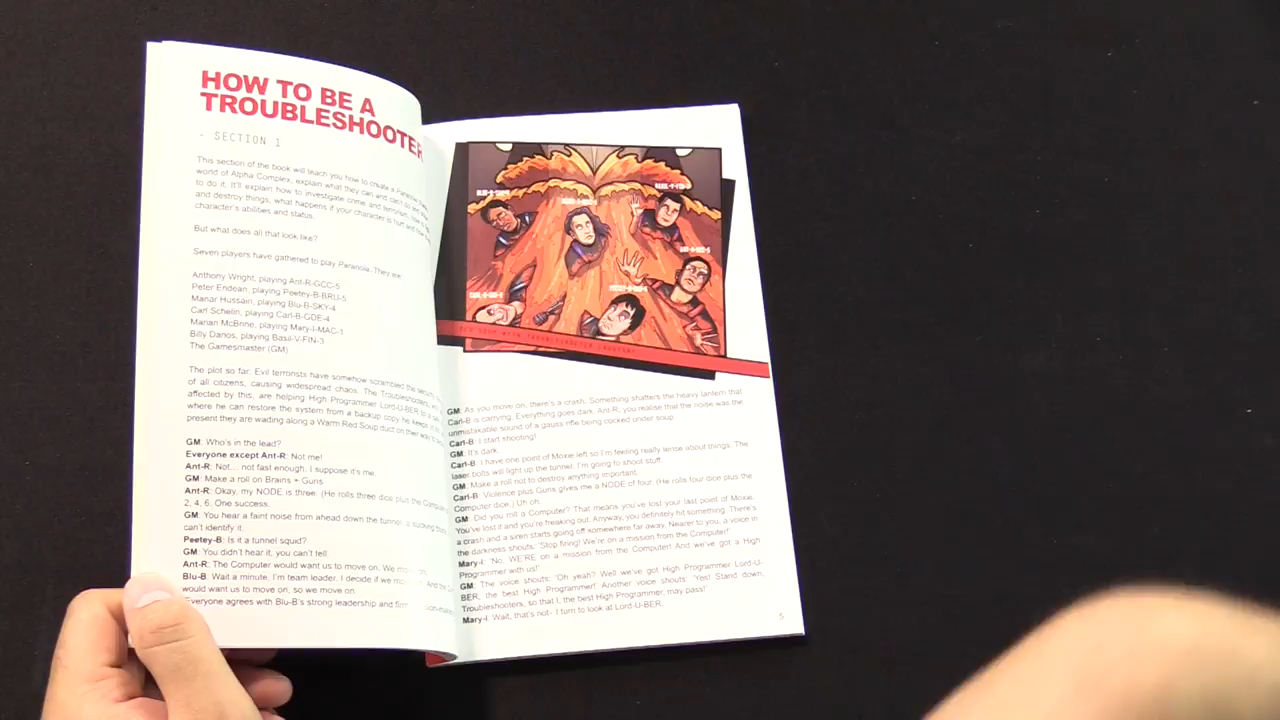 HOW TO BE A
TROUBLESHOOTER
- SECTION 1
This section of the book will teach you how to create a Paranoia
world of Alpha Complex, explain what they can and can't do
to do it. It'll explain how to investigate crime and terrorism,
and destroy things, what happens if your character is hurt and
character's abilities and status.
But what does all that look like?
Seven players have gathered to play Paranoia. They are
Anthony Wright, playing Ant-R-GCC-5
Peter Endean, playing Peetey-B-BRU-5
Manar Hussain, playing Blu-B-SKY-4
Carl Schelin, playing Carl-B-GDE-4
Marian McBrine, playing Mary-I-MAC-1
Billy Danos, playing Basil-V-FIN-3
The Gamesmaster (GM)
The plot so far: Evil terrorists have somehow scrambled the
of all citizens, causing widespread chaos. The Troubleshooters,
affected by this, are helping High Programmer Lord-U-BER to a
where he can restore the system from a backup copy he keeps
present they are wading along a Warm Red Soup duct on their way
GM: Who's in the lead?
Everyone except Ant-R: Not me!
Ant-R: Not... not fast enough, I suppose it's me.
GM: Make a roll on Brains + Guns
Ant-R: Okay, my NODE is three. (He rolls three dice plus the Computer
2, 4, 6. One success.
GM: You hear a faint noise from ahead down the tunnel, a sucking
can't identify it.
Peetey-B: Is it a tunnel squid?
GM: You didn't hear it, you can't tell
Ant-R: The Computer would want us to move on. We
Blu-B: Wait a minute, I'm team leader. I decide if we And the
would want us to move on, so we move on.
Everyone agrees with Blu-B's strong leadership and
CARL-B-GDE-4
PEETEY-B-BRU-5
RED SOUP WITH TROUBLESHOOTER CROUTONS
GM: As you move on, there's a crash. Something shatters the heavy lantern that
Carl-B is carrying. Everything goes dark. Ant-R, you realise that the noise was the
unmistakable sound of a gauss rifle being cocked under soup.
Carl-B: I start shooting!
GM: It's dark.
Carl-B: I have one point of Moxie left so I'm feeling really tense about things. The
laser bolts will light up the tunnel. I'm going to shoot stuff.
GM: Make a roll not to destroy anything important.
Carl-B: Violence plus Guns gives me a NODE of four. (He rolls four dice plus the
Computer dice.) Uh oh.
GM: Did you roll a Computer? That means you've lost your last point of Moxie.
You've lost it and you're freaking out. Anyway, you definitely hit something. There's
a crash and a siren starts going off somewhere far away. Nearer to you, a voice in
the darkness shouts: 'Stop firing! We're on a mission from the Computer!'
Mary-I: 'No, WE'RE on a mission from the Computer! And we've got a High
Programmer with us!'
GM: The voice shouts: 'Oh yeah? Well we've got High Programmer Lord-U-
BER, the best High Programmer!' Another voice shouts: 'Yes! Stand down,
Troubleshooters, so that I, the best High Programmer, may pass!'
Mary-I: Wait, that's not– I turn to look at Lord-U-BER.
5